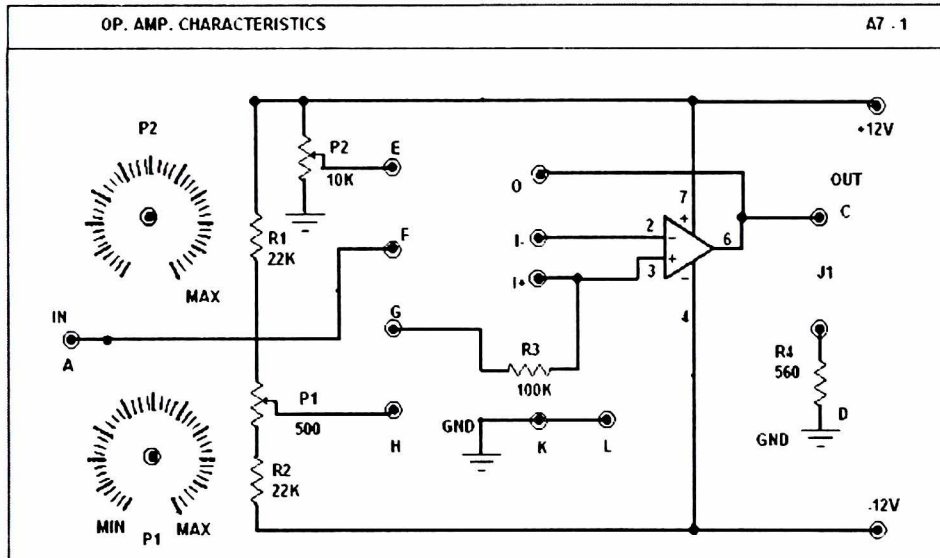 OP. AMP. CHARACTERISTICS A7 - 1
P2
P2
10K
E
+12V
O
OUT
C
7
+
2
-
6
I-
R1
22K
F
I+
3
+
-
J1
MAX
IN
A
G
4
R3
100K
R4
560
P1
500
H
GND
K
L
D
GND
R2
22K
MIN
P1
MAX
-12V